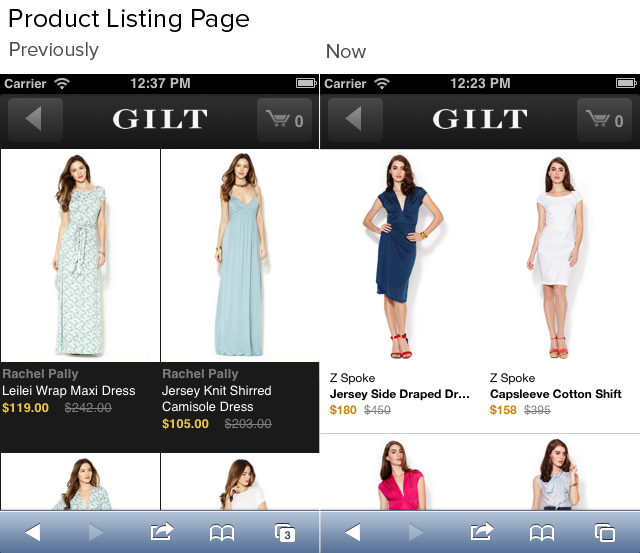 Product Listing Page
Previously
Now
Carrier 12:37 PM
GILT
0
Rachel Pally
Leilei Wrap Maxi Dress
$119.00 $242.00
Rachel Pally
Jersey Knit Shirred
Camisole Dress
$105.00 $203.00
3
Carrier 12:23 PM
GILT
0
Z Spoke
Jersey Side Draped Dr...
$180 $450
Z Spoke
Capsleeve Cotton Shift
$158 $395